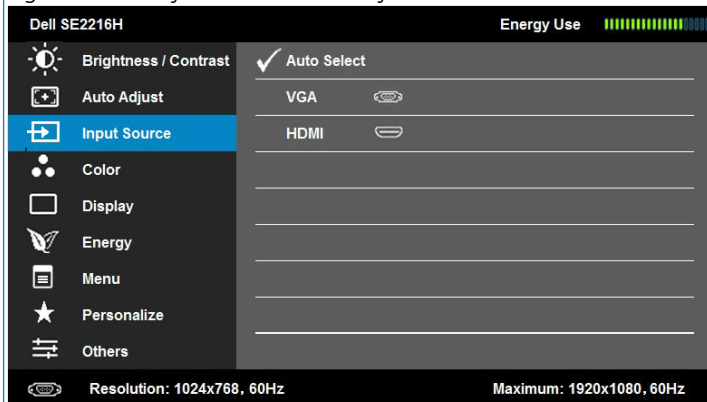 Dell SE2216H Energy Use
Brightness / Contrast Auto Select
Auto Adjust VGA
Input Source HDMI
Color
Display
Energy
Menu
Personalize
Others
Resolution: 1024x768, 60Hz Maximum: 1920x1080, 60Hz